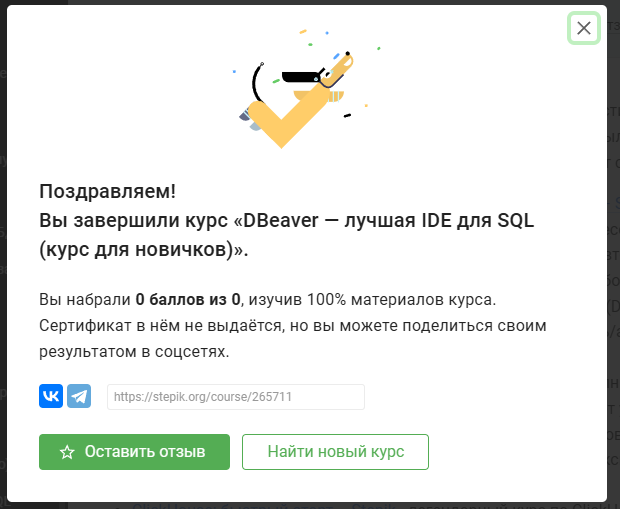 Поздравляем!
Вы завершили курс «DBeaver — лучшая IDE для SQL
(курс для новичков)».
Вы набрали 0 баллов из 0, изучив 100% материалов курса.
Сертификат в нём не выдаётся, но вы можете поделиться своим
результатом в соцсетях.
https://stepik.org/course/265711
Оставить отзыв
Найти новый курс